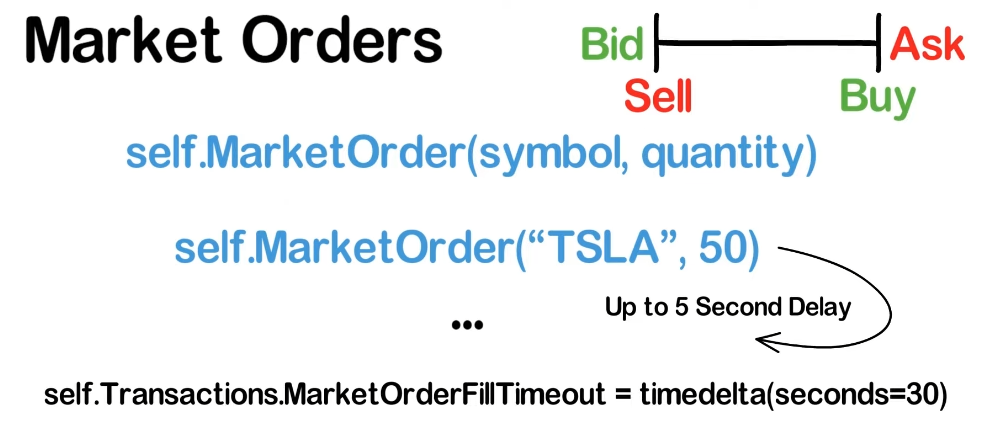 Market Orders
Bid Ask
Sell Buy
self.MarketOrder(symbol, quantity)
self.MarketOrder(“TSLA”, 50)
Up to 5 Second Delay
...
self.Transactions.MarketOrderFillTimeout = timedelta(seconds=30)